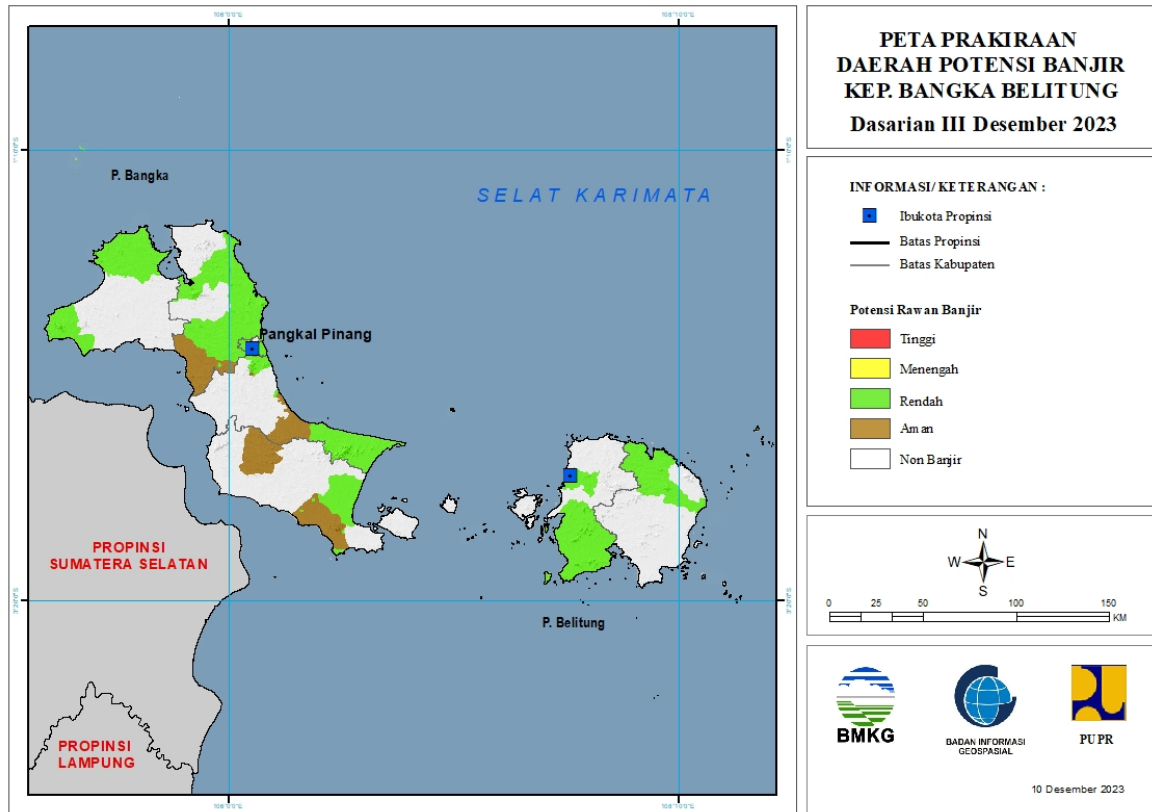 PETA PRAKIRAAN
DAERAH POTENSI BANJIR
KEP. BANGKA BELITUNG
Dasarian III Desember 2023
INFORMASI/ KETERANGAN :
Ibukota Propinsi
Batas Propinsi
Batas Kabupaten
Potensi Rawan Banjir
Tinggi
Menengah
Rendah
Aman
Non Banjir
N
W E
S
0 25 50 100 150
KM
BMKG
BADAN INFORMASI
GEOSPASIAL
PUPR
10 Desember 2023
P. Bangka
SELAT KARIMATA
Pangkal Pinang
PROPINSI
SUMATERA SELATAN
P. Belitung
PROPINSI
LAMPUNG